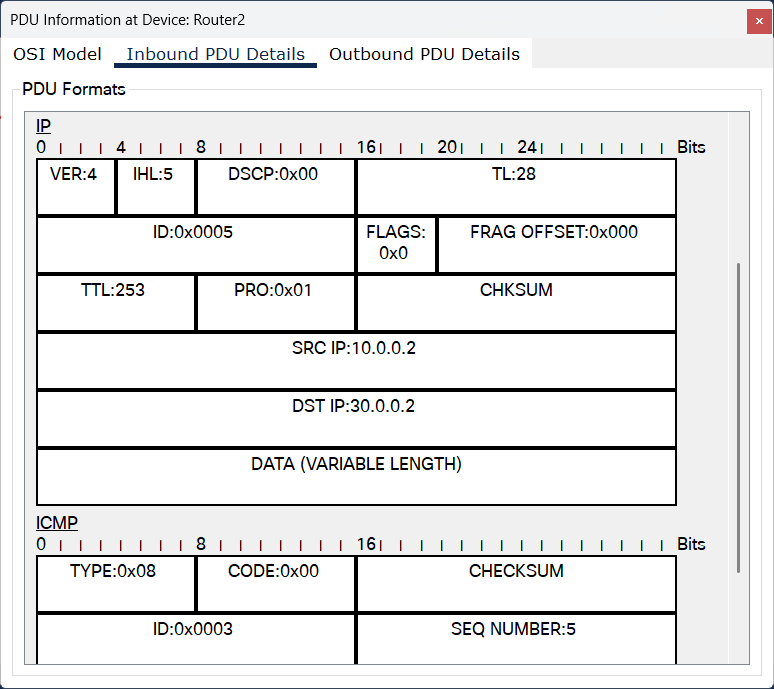 PDU Information at Device: Router2
OSI Model Inbound PDU Details Outbound PDU Details
PDU Formats
IP
0 4 8 16 20 24 Bits
VER:4 IHL:5 DSCP:0x00 TL:28
ID:0x0005 FLAGS: 0x0 FRAG OFFSET:0x000
TTL:253 PRO:0x01 CHKSUM
SRC IP:10.0.0.2
DST IP:30.0.0.2
DATA (VARIABLE LENGTH)
ICMP
0 8 16 Bits
TYPE:0x08 CODE:0x00 CHECKSUM
ID:0x0003 SEQ NUMBER:5